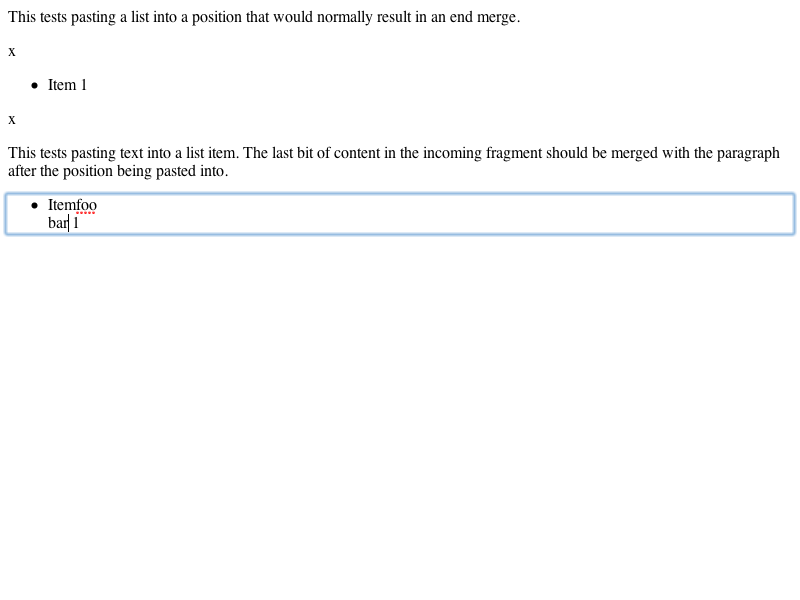 This tests pasting a list into a position that would normally result in an end merge.
x
• Item 1
x
This tests pasting text into a list item. The last bit of content in the incoming fragment should be merged with the paragraph
after the position being pasted into.
• Itemfoo
bar 1